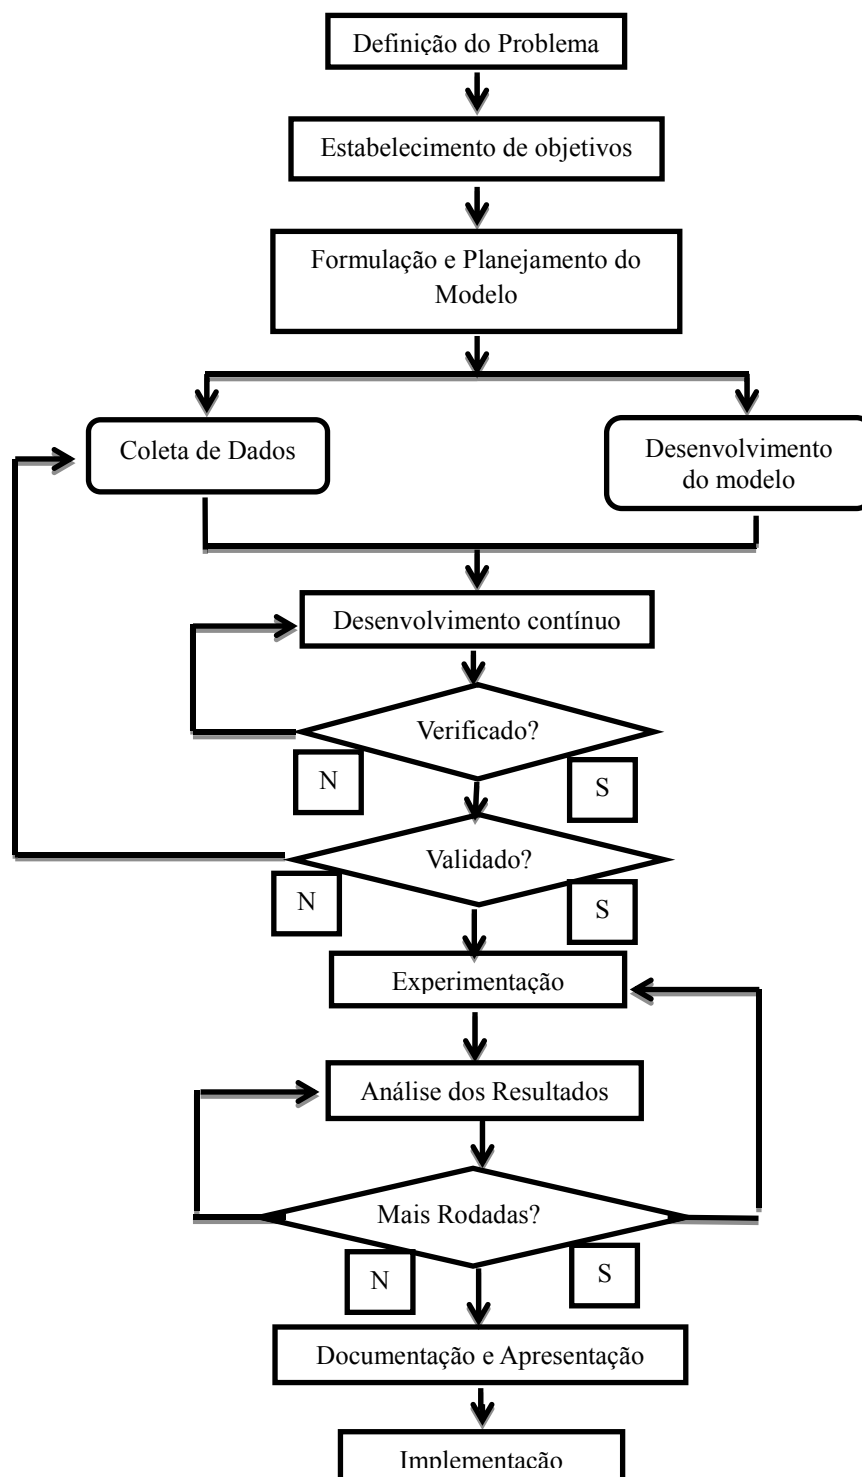 Definição do Problema
Estabelecimento de objetivos
Formulação e Planejamento do
Modelo
Coleta de Dados
Desenvolvimento
do modelo
Desenvolvimento contínuo
Verificado?
N
S
Validado?
N
S
Experimentação
Análise dos Resultados
Mais Rodadas?
N
S
Documentação e Apresentação
Implementação